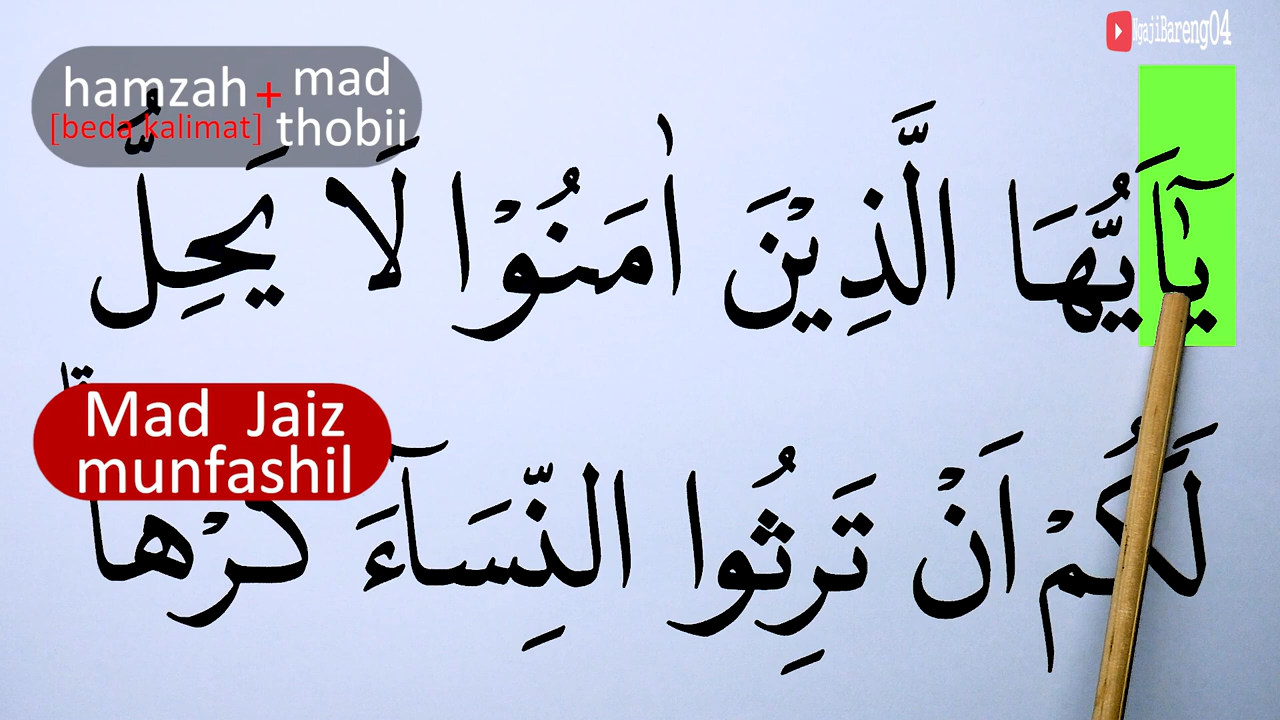 NgajiBareng04
hamzah + mad
[beda kalimat] thobii
يٰٓاَيُّهَا الَّذِيْنَ اٰمَنُوْا لَا يَحِلُّ
Mad Jaiz
munfashil
لَكُمْ اَنْ تَرِثُوا النِّسَاۤءَ كَرْهًا